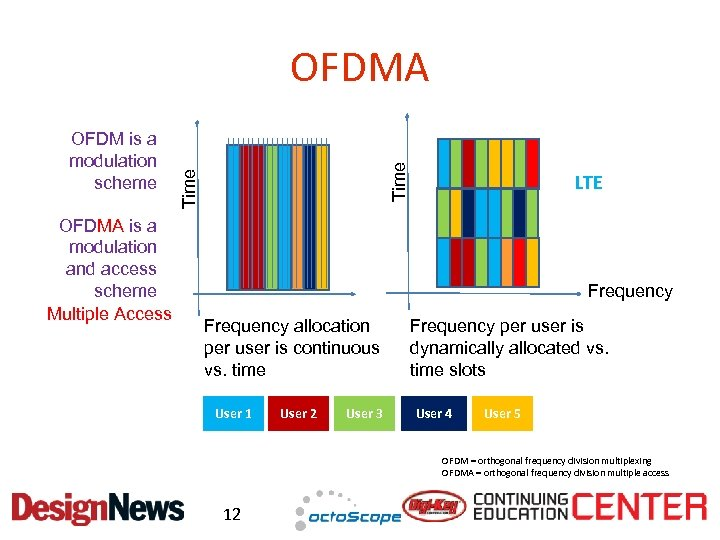 OFDMA
OFDM is a
modulation
scheme
OFDMA is a
modulation
and access
scheme
Multiple Access
Time
Time
LTE
Frequency
Frequency allocation
per user is continuous
vs. time
Frequency per user is
dynamically allocated vs.
time slots
User 1
User 2
User 3
User 4
User 5
OFDM = orthogonal frequency division multiplexing
OFDMA = orthogonal frequency division multiple access
DesignNews
12
octoScope
Digi-Key
CORPORATION
CONTINUING
EDUCATION
CENTER